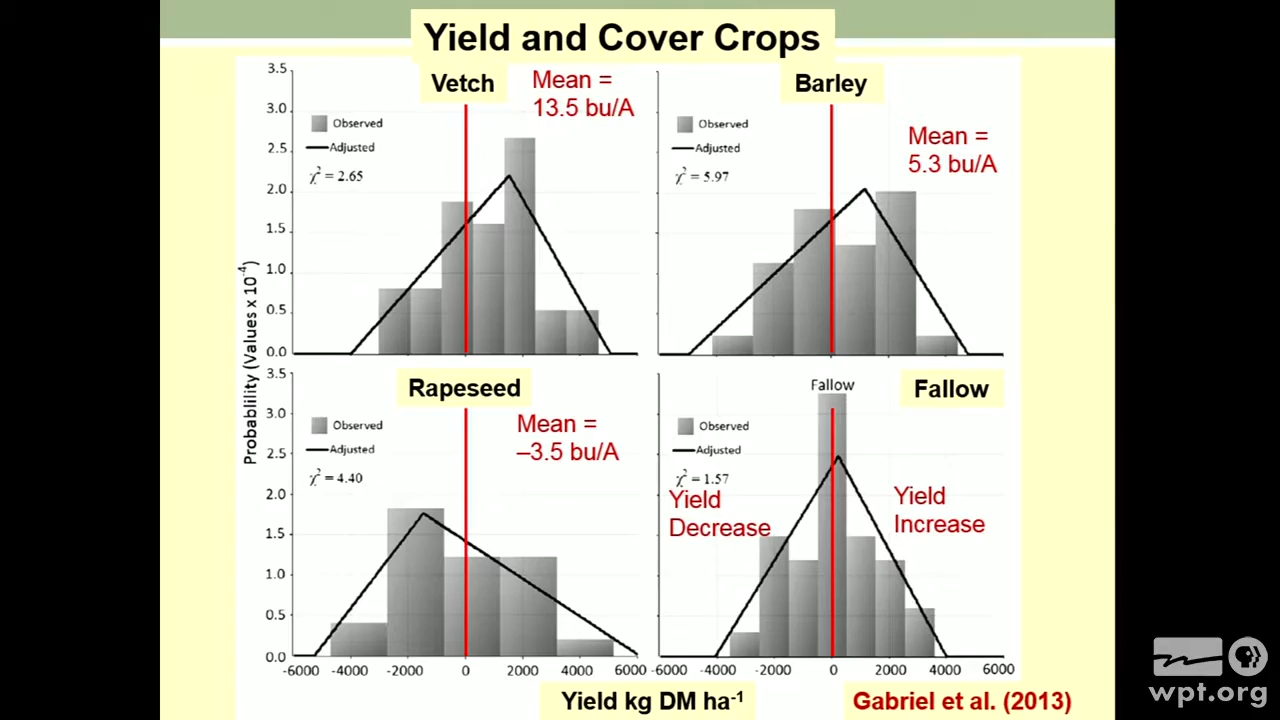 Yield and Cover Crops
Vetch
Mean =
13.5 bu/A
Observed
Adjusted
χ² = 2.65
3.5
3.0
2.5
2.0
1.5
1.0
0.5
0.0
Barley
Mean =
5.3 bu/A
Observed
Adjusted
χ² = 5.97
Probablility (Values x 10⁻⁴)
Rapeseed
Mean =
–3.5 bu/A
Observed
Adjusted
χ² = 4.40
3.5
3.0
2.5
2.0
1.5
1.0
0.5
0.0
-6000 -4000 -2000 0 2000 4000 6000
Fallow
Fallow
Observed
Adjusted
χ² = 1.57
Yield
Decrease
Yield
Increase
-6000 -4000 -2000 0 2000 4000 6000
Yield kg DM ha⁻¹
Gabriel et al. (2013)
wpt.org